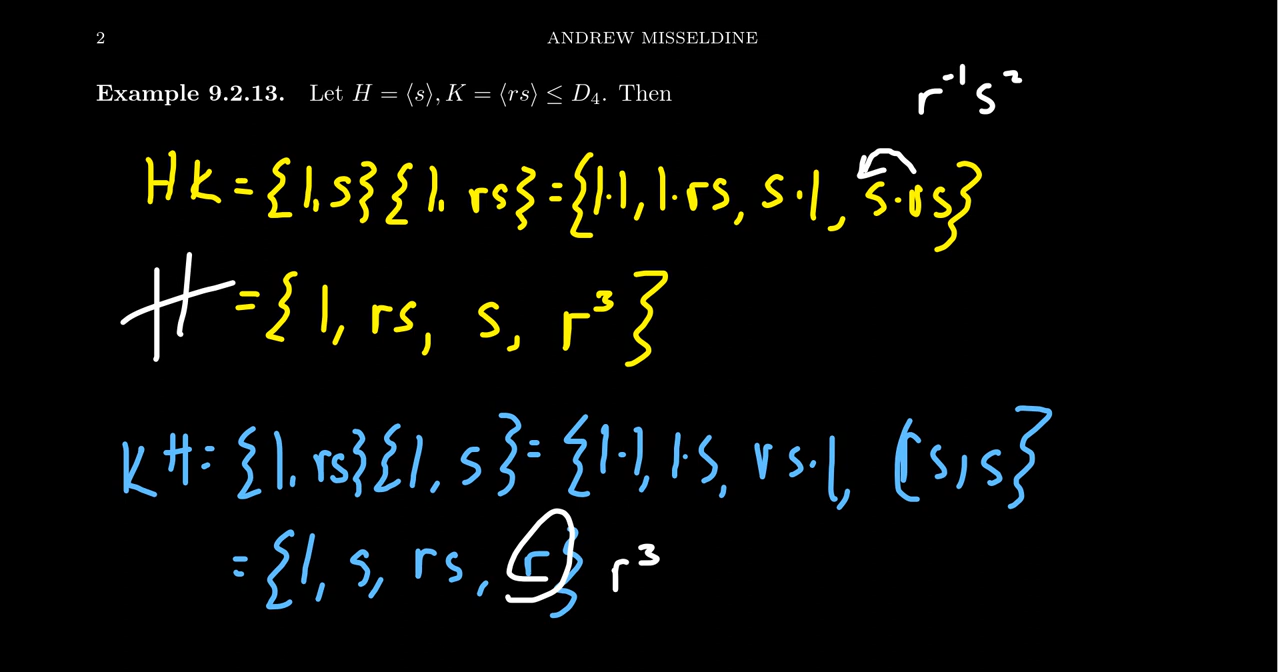 2 ANDREW MISSELDINE
r⁻¹s²
Example 9.2.13. Let H = ⟨s⟩, K = ⟨rs⟩ ≤ D₄. Then
HK = {1, s}{1, rs} = {1·1, 1·rs, s·1, s·rs}
H = {1, rs, s, r³}
KH = {1, rs}{1, s} = {1·1, 1·s, rs·1, (rs, s}
= {1, s, rs, r} r³